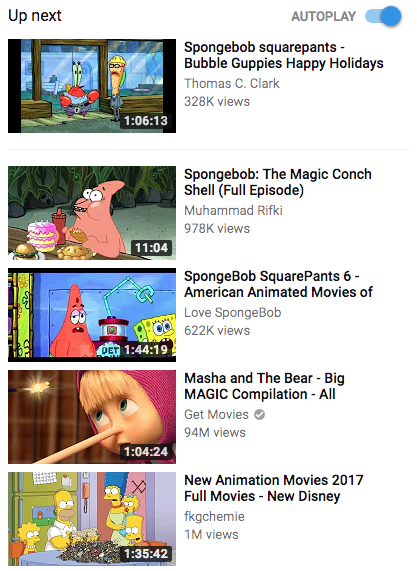 Up next
AUTOPLAY
1:06:13
Spongebob squarepants -
Bubble Guppies Happy Holidays
Thomas C. Clark
328K views
11:04
Spongebob: The Magic Conch
Shell (Full Episode)
Muhammad Rifki
978K views
DET
1:44:19
SpongeBob SquarePants 6 -
American Animated Movies of
Love SpongeBob
622K views
1:04:24
Masha and The Bear - Big
MAGIC Compilation - All
Get Movies
94M views
1:35:42
New Animation Movies 2017
Full Movies - New Disney
fkgchemie
1M views